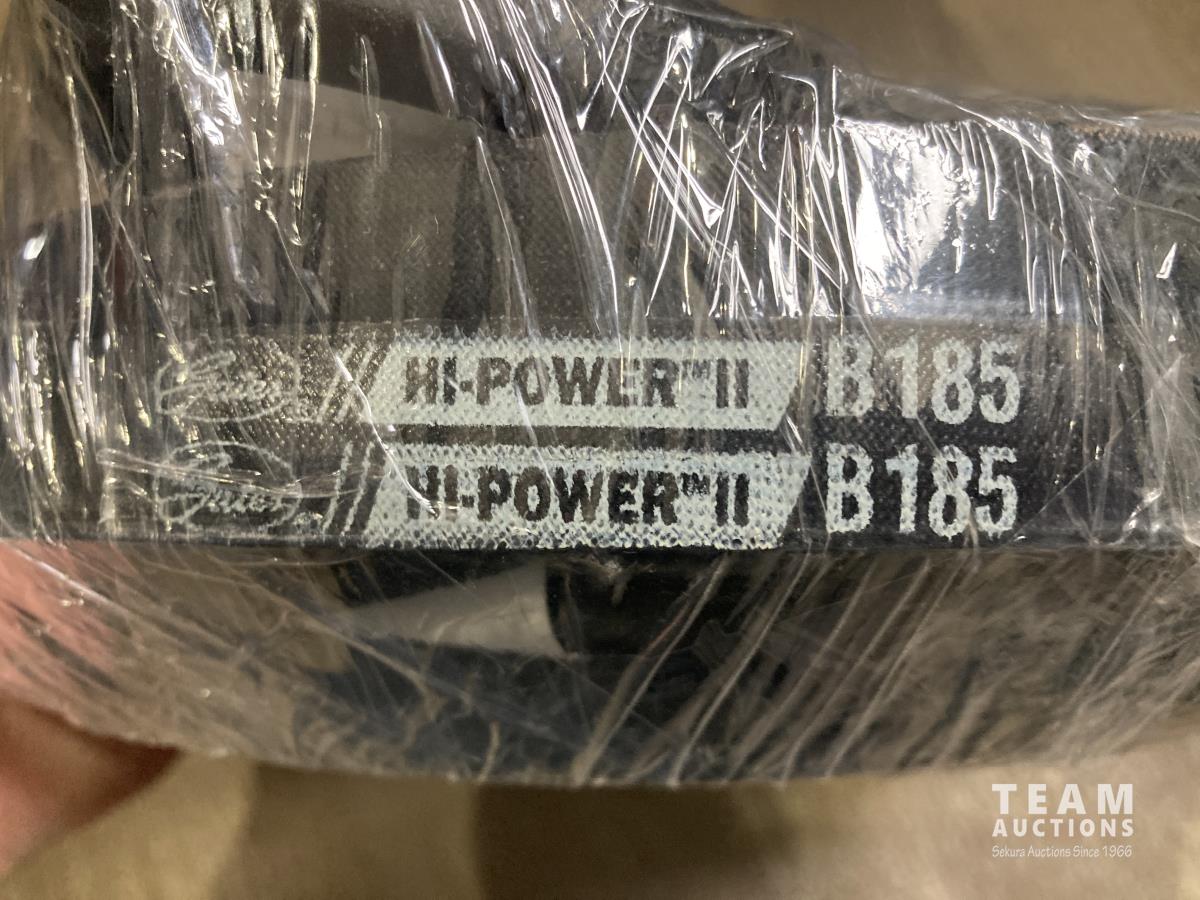 HI-POWER™II B185
HI-POWER™II B185
TEAM
AUCTIONS
Sekura Auctions Since 1966